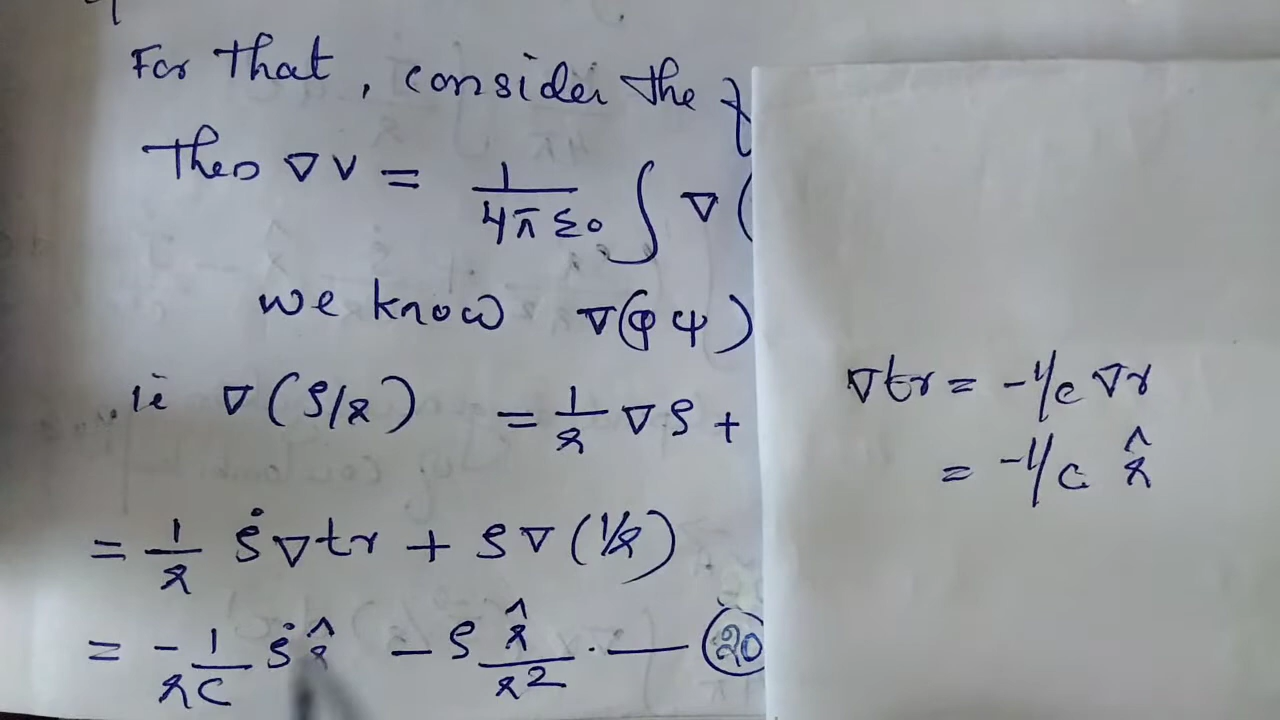 For that, consider the
Then ∇V = 1/4πε0 ∫ ∇(
we know ∇(φψ)
ie ∇(ρ/r) = 1/r ∇ρ +
= 1/r ρ̇∇tr + ρ∇(1/r)
= -1/rc ρ̇ r̂ - ρ r̂/r2 . — 20
∇tr = -1/c ∇r
= -1/c r̂